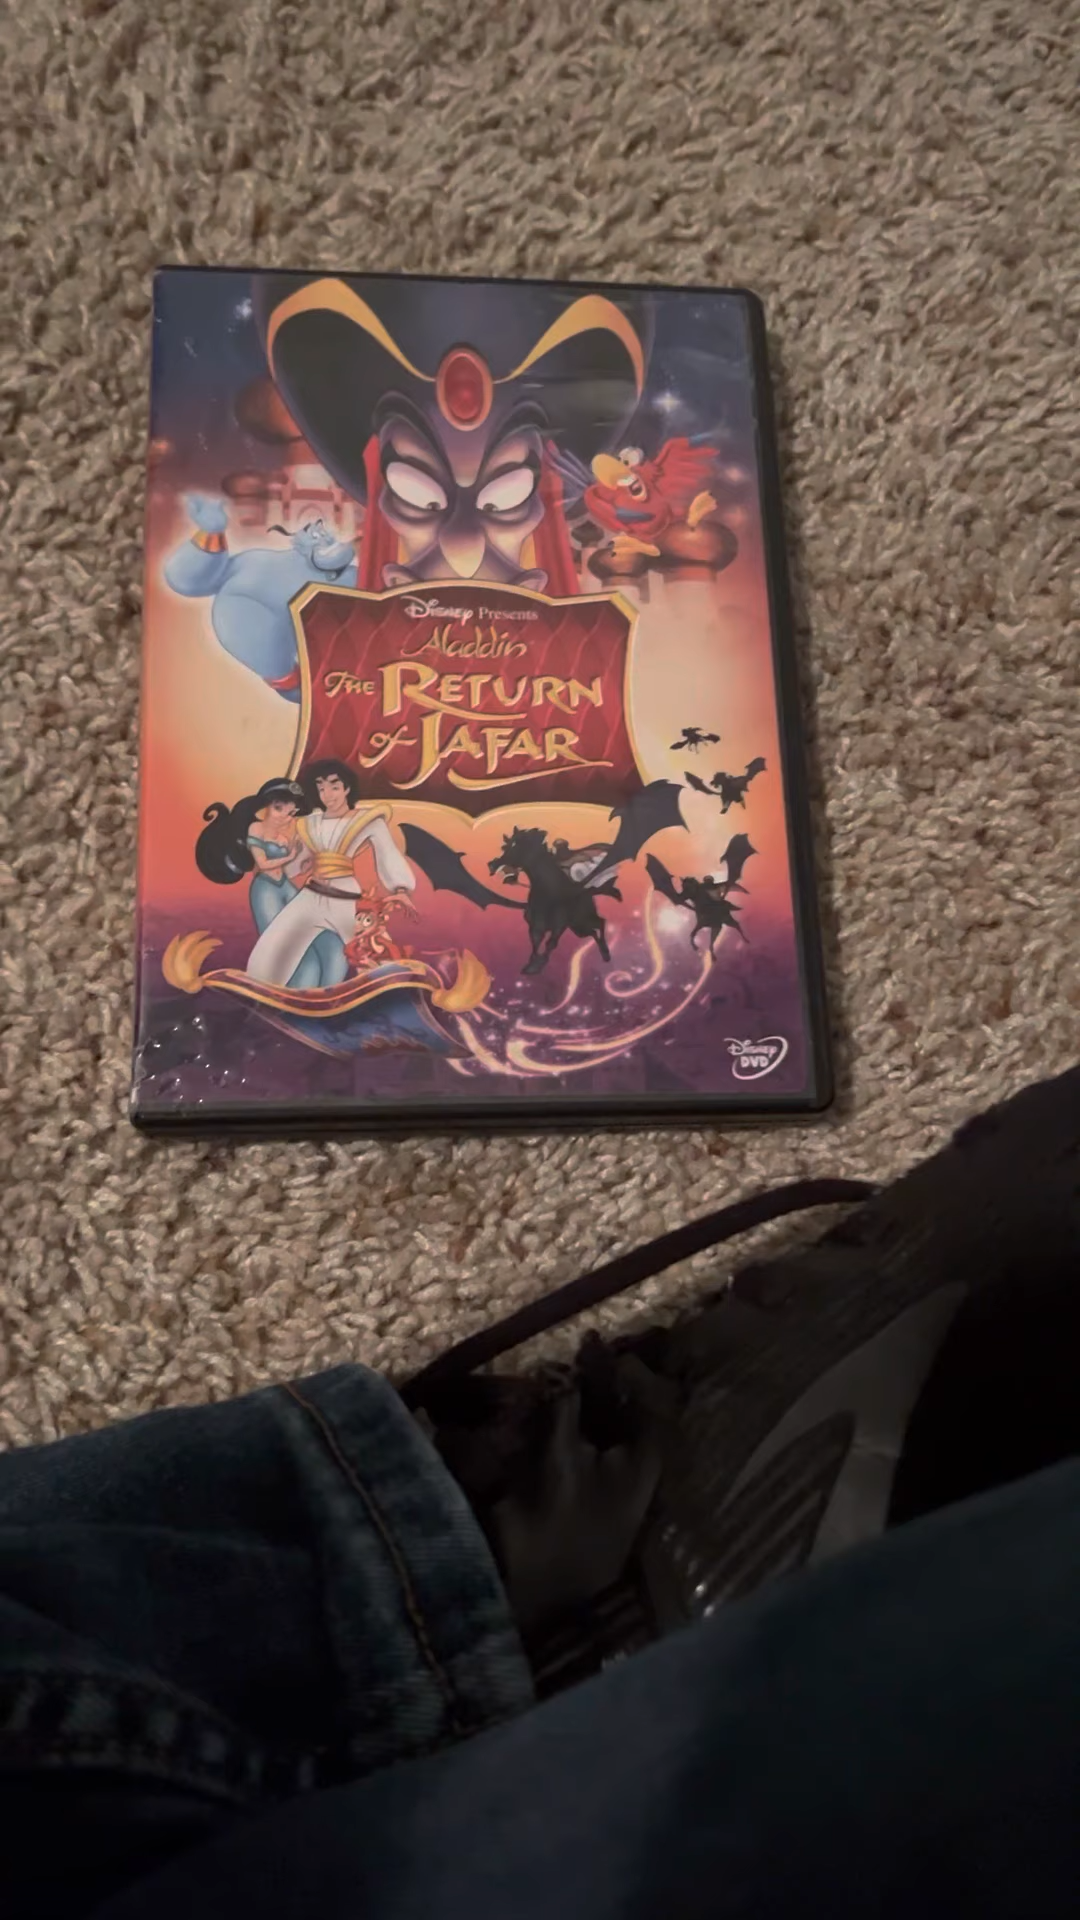 Disney Presents
Aladdin
The Return
of Jafar
Disney
DVD